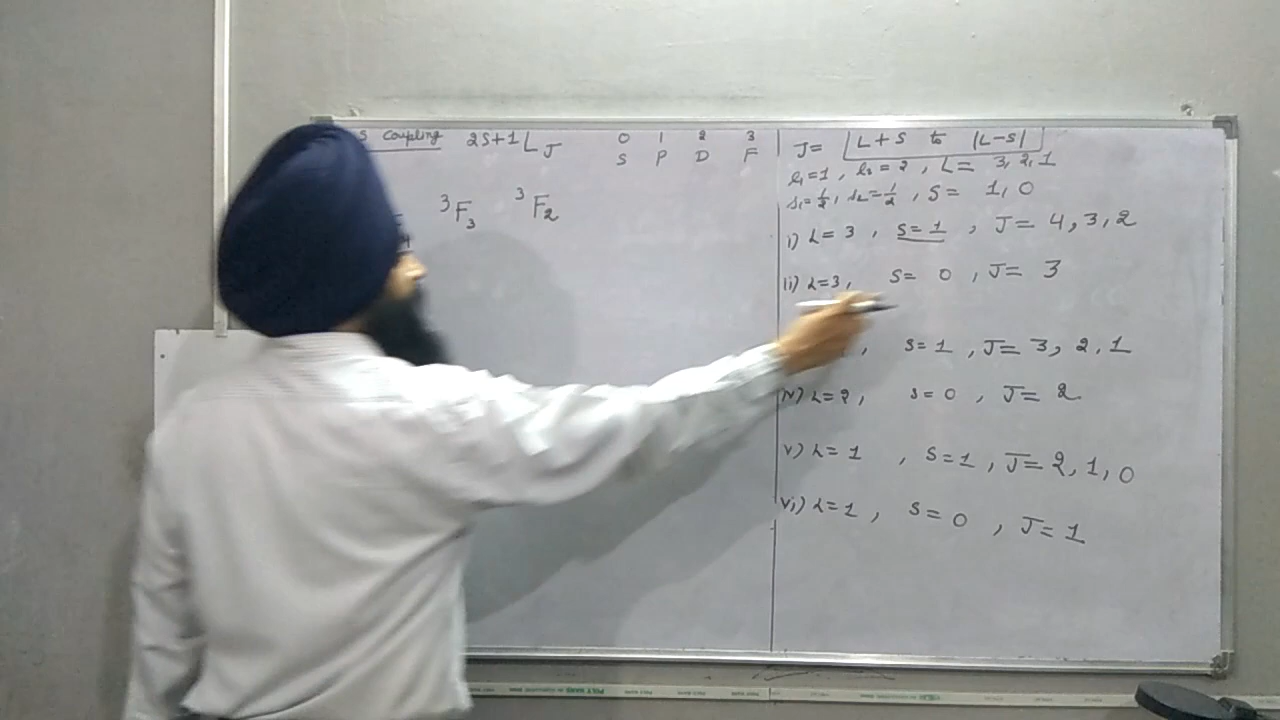 S Coupling 2S+1 L J
0 1 2 3
S P D F
³F₃ ³F₂
J = L+S to |L-S|
l₁=1, l₂=2, L= 3, 2, 1
s₁=1/2, s₂=1/2, S= 1, 0
i) L= 3, S=1, J= 4, 3, 2
ii) L=3, S= 0, J= 3
, S=1, J= 3, 2, 1
iv) L=2, S=0, J= 2
v) L= 1, S=1, J= 2, 1, 0
vi) L=1, S= 0, J= 1